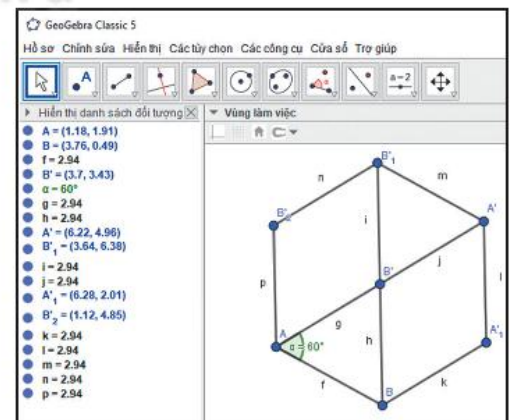 GeoGebra Classic 5
Hồ sơ Chỉnh sửa Hiển thị Các tùy chọn Các công cụ Cửa sổ Trợ giúp
A
a=2
Hiển thị danh sách đối tượng
Vùng làm việc
A = (1.18, 1.91)
B = (3.76, 0.49)
f = 2.94
B' = (3.7, 3.43)
α = 60°
g = 2.94
h = 2.94
A' = (6.22, 4.96)
B'₁ = (3.64, 6.38)
i = 2.94
j = 2.94
A'₁ = (6.28, 2.01)
B'₂ = (1.12, 4.85)
k = 2.94
l = 2.94
m = 2.94
n = 2.94
p = 2.94
B'₁
n
m
B'₂
A'
i
j
p
B'
l
g
A
α = 60°
h
A'₁
f
k
B